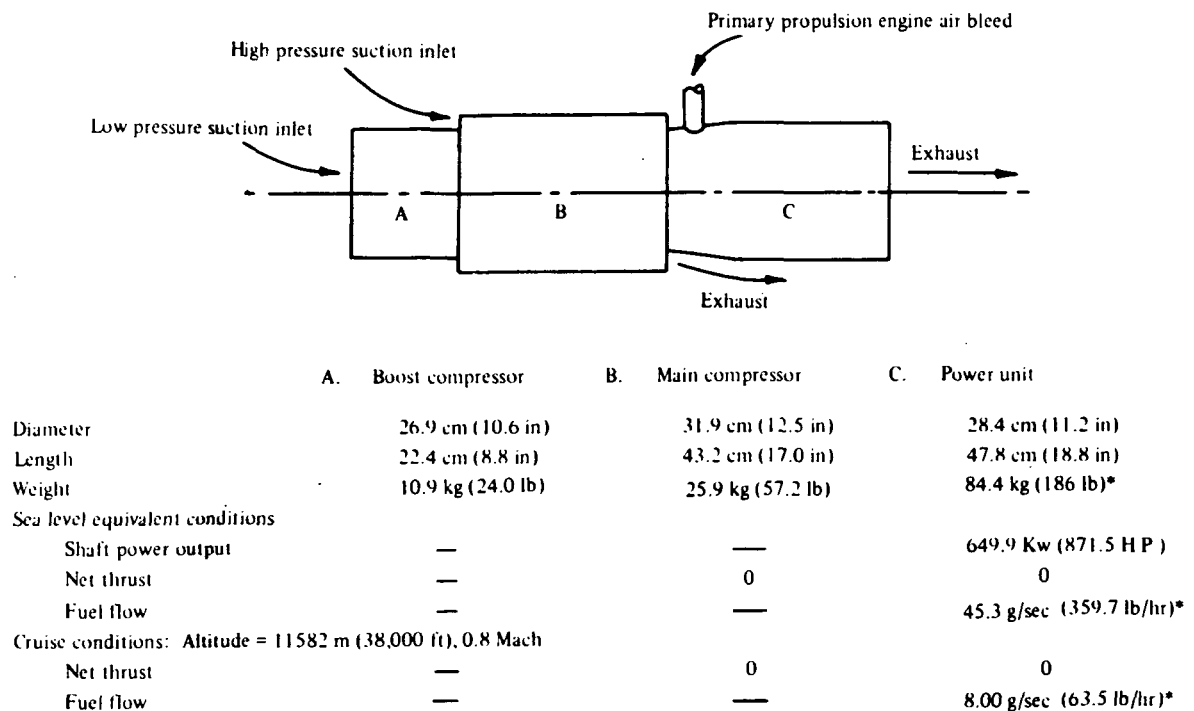 Primary propulsion engine air bleed
High pressure suction inlet
Low pressure suction inlet
Exhaust
A
B
C
Exhaust
A. Boost compressor B. Main compressor C. Power unit
Diameter 26.9 cm (10.6 in) 31.9 cm (12.5 in) 28.4 cm (11.2 in)
Length 22.4 cm (8.8 in) 43.2 cm (17.0 in) 47.8 cm (18.8 in)
Weight 10.9 kg (24.0 lb) 25.9 kg (57.2 lb) 84.4 kg (186 lb)*
Sea level equivalent conditions
Shaft power output — — 649.9 Kw (871.5 H P )
Net thrust — 0 0
Fuel flow — — 45.3 g/sec (359.7 lb/hr)*
Cruise conditions: Altitude = 11582 m (38,000 ft), 0.8 Mach
Net thrust — 0 0
Fuel flow — — 8.00 g/sec (63.5 lb/hr)*